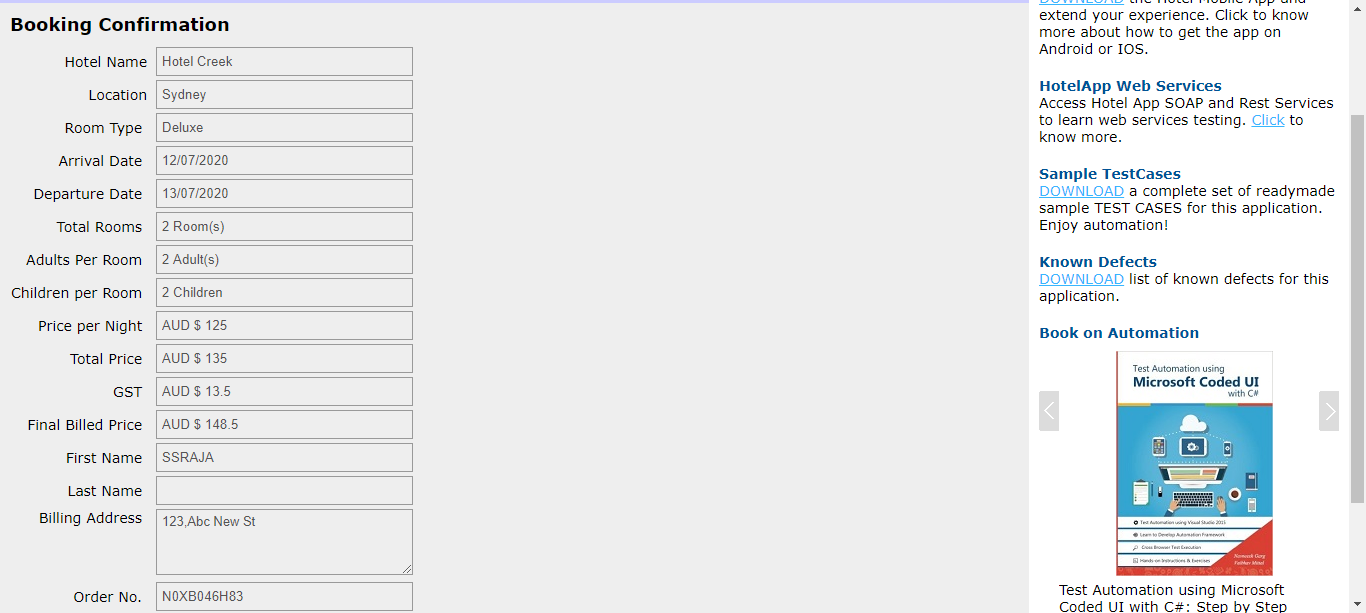 Booking Confirmation
Hotel Name Hotel Creek
Location Sydney
Room Type Deluxe
Arrival Date 12/07/2020
Departure Date 13/07/2020
Total Rooms 2 Room(s)
Adults Per Room 2 Adult(s)
Children per Room 2 Children
Price per Night AUD $ 125
Total Price AUD $ 135
GST AUD $ 13.5
Final Billed Price AUD $ 148.5
First Name SSRAJA
Last Name
Billing Address 123,Abc New St
Order No. N0XB046H83
DOWNLOAD the Hotel Mobile App and
extend your experience. Click to know
more about how to get the app on
Android or IOS.
HotelApp Web Services
Access Hotel App SOAP and Rest Services
to learn web services testing. Click to
know more.
Sample TestCases
DOWNLOAD a complete set of readymade
sample TEST CASES for this application.
Enjoy automation!
Known Defects
DOWNLOAD list of known defects for this
application.
Book on Automation
Test Automation using
Microsoft Coded UI
with C#
Test Automation using Visual Studio 2015
Learn to Develop Automation Framework
Cross Browser Test Execution
Hands-on Instructions & Exercises
Test Automation using Microsoft
Coded UI with C#: Step by Step